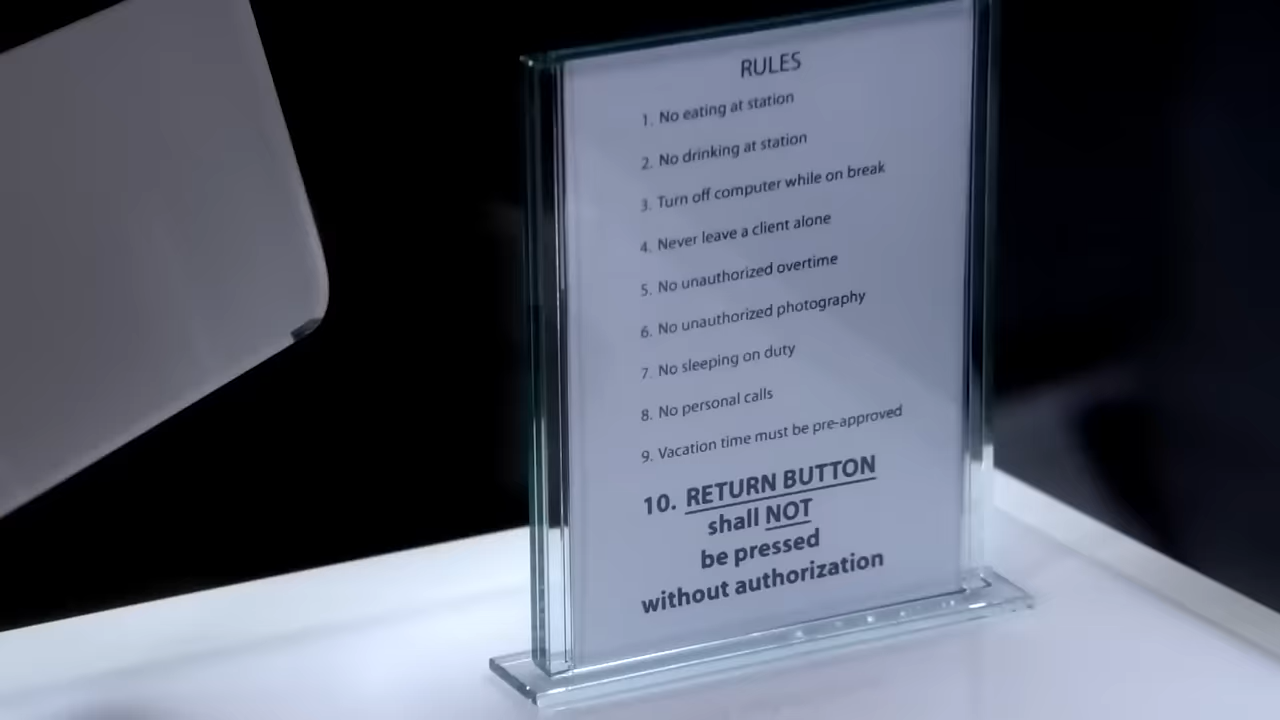 RULES
1. No eating at station
2. No drinking at station
3. Turn off computer while on break
4. Never leave a client alone
5. No unauthorized overtime
6. No unauthorized photography
7. No sleeping on duty
8. No personal calls
9. Vacation time must be pre-approved
10. RETURN BUTTON
shall NOT
be pressed
without authorization